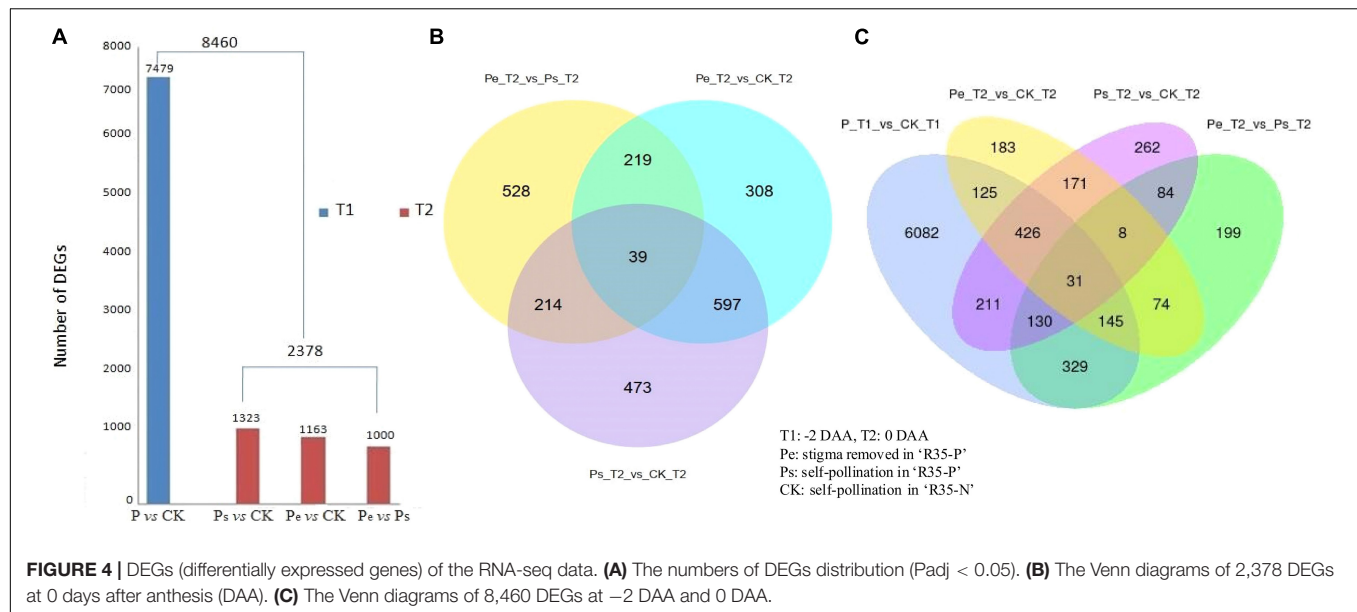 A
8000
7000
6000
5000
4000
3000
2000
1000
0
Number of DEGs
8460
7479
T1
T2
2378
1323
1163
1000
P vs CK
Ps vs CK
Pe vs CK
Pe vs Ps
B
Pe_T2_vs_Ps_T2
Pe_T2_vs_CK_T2
219
528
308
39
214
597
473
Ps_T2_vs_CK_T2
C
Pe_T2_vs_CK_T2
Ps_T2_vs_CK_T2
P_T1_vs_CK_T1
Pe_T2_vs_Ps_T2
183
262
125
171
84
6082
426
8
199
31
211
130
145
74
329
T1: -2 DAA, T2: 0 DAA
Pe: stigma removed in ‘R35-P’
Ps: self-pollination in ‘R35-P’
CK: self-pollination in ‘R35-N’
FIGURE 4 | DEGs (differentially expressed genes) of the RNA-seq data. (A) The numbers of DEGs distribution (Padj < 0.05). (B) The Venn diagrams of 2,378 DEGs
at 0 days after anthesis (DAA). (C) The Venn diagrams of 8,460 DEGs at −2 DAA and 0 DAA.